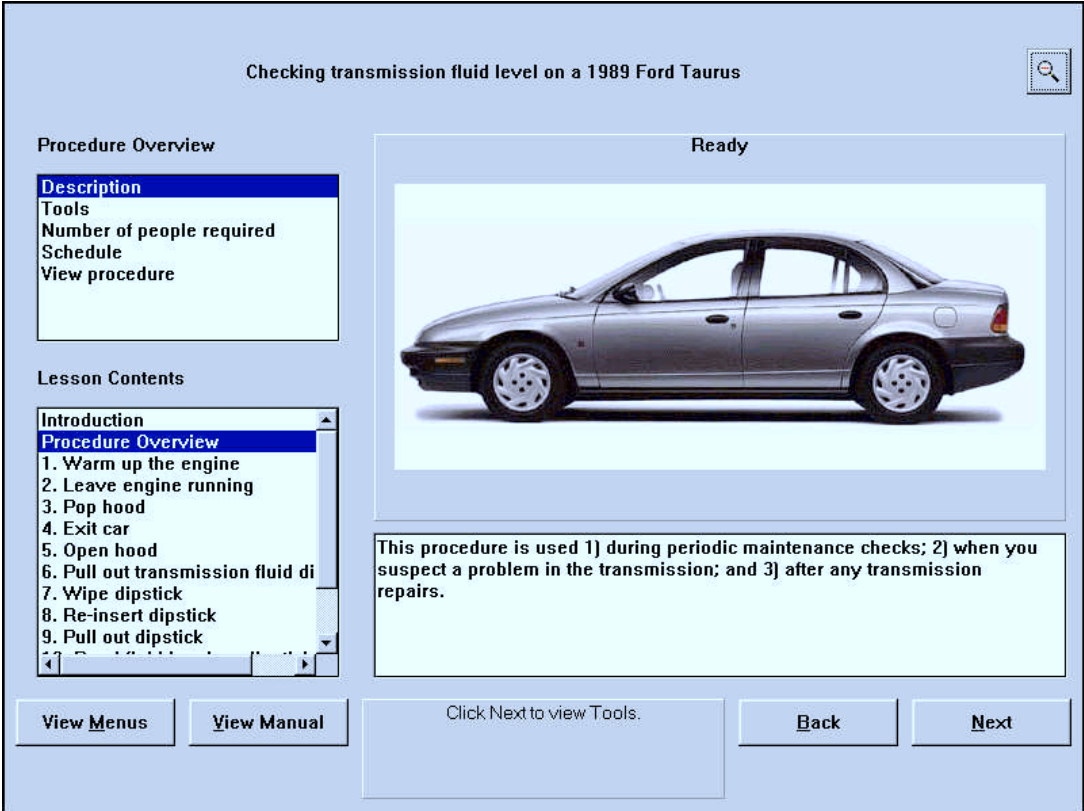 Checking transmission fluid level on a 1989 Ford Taurus
Procedure Overview
Description
Tools
Number of people required
Schedule
View procedure
Lesson Contents
Introduction
Procedure Overview
1. Warm up the engine
2. Leave engine running
3. Pop hood
4. Exit car
5. Open hood
6. Pull out transmission fluid di
7. Wipe dipstick
8. Re-insert dipstick
9. Pull out dipstick
Ready
This procedure is used 1) during periodic maintenance checks; 2) when you
suspect a problem in the transmission; and 3) after any transmission
repairs.
View Menus
View Manual
Click Next to view Tools.
Back
Next